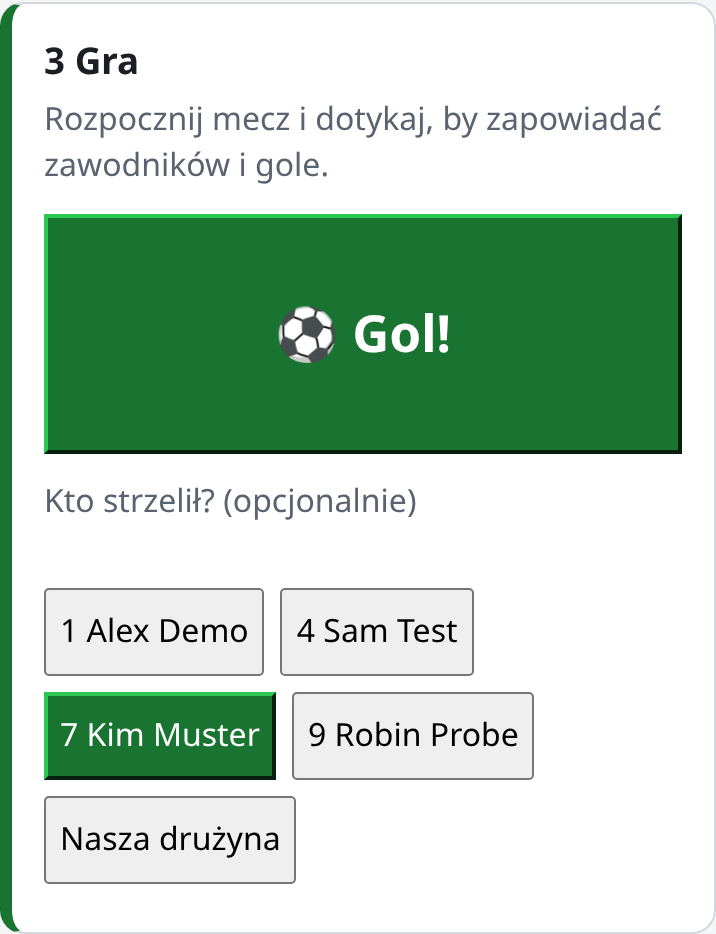 3 Gra
Rozpocznij mecz i dotykaj, by zapowiadać
zawodników i gole.
⚽ Gol!
Kto strzelił? (opcjonalnie)
1 Alex Demo
4 Sam Test
7 Kim Muster
9 Robin Probe
Nasza drużyna